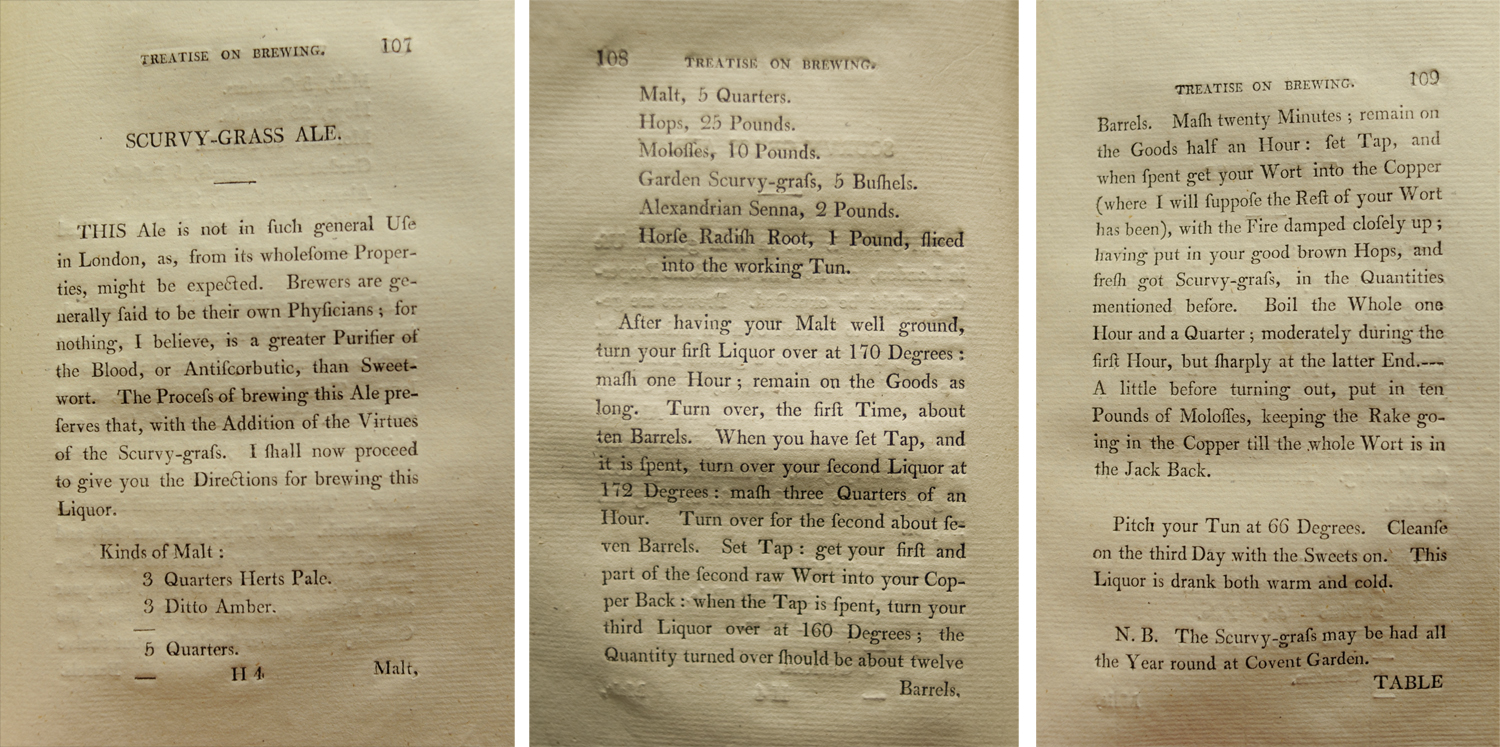 TREATISE ON BREWING. 107
SCURVY-GRASS ALE.
THIS Ale is not in ſuch general Uſe
in London, as, from its wholeſome Proper-
ties, might be expected. Brewers are ge-
nerally ſaid to be their own Phyſicians ; for
nothing, I believe, is a greater Purifier of
the Blood, or Antiſcorbutic, than Sweet-
wort. The Proceſs of brewing this Ale pre-
ſerves that, with the Addition of the Virtues
of the Scurvy-graſs. I ſhall now proceed
to give you the Directions for brewing this
Liquor.
Kinds of Malt :
3 Quarters Herts Pale.
3 Ditto Amber.
5 Quarters.
H 4 Malt,
108 TREATISE ON BREWING.
Malt, 5 Quarters.
Hops, 25 Pounds.
Moloſſes, 10 Pounds.
Garden Scurvy-graſs, 5 Buſhels.
Alexandrian Senna, 2 Pounds.
Horſe Radiſh Root, 1 Pound, ſliced
into the working Tun.
After having your Malt well ground,
turn your firſt Liquor over at 170 Degrees :
maſh one Hour ; remain on the Goods as
long. Turn over, the firſt Time, about
ten Barrels. When you have ſet Tap, and
it is ſpent, turn over your ſecond Liquor at
172 Degrees : maſh three Quarters of an
Hour. Turn over for the ſecond about ſe-
ven Barrels. Set Tap : get your firſt and
part of the ſecond raw Wort into your Cop-
per Back : when the Tap is ſpent, turn your
third Liquor over at 160 Degrees ; the
Quantity turned over ſhould be about twelve
Barrels,
TREATISE ON BREWING. 109
Barrels. Maſh twenty Minutes ; remain on
the Goods half an Hour : ſet Tap, and
when ſpent get your Wort into the Copper
(where I will ſuppoſe the Reſt of your Wort
has been), with the Fire damped cloſely up ;
having put in your good brown Hops, and
freſh got Scurvy-graſs, in the Quantities
mentioned before. Boil the Whole one
Hour and a Quarter ; moderately during the
firſt Hour, but ſharply at the latter End.---
A little before turning out, put in ten
Pounds of Moloſſes, keeping the Rake go-
ing in the Copper till the whole Wort is in
the Jack Back.
Pitch your Tun at 66 Degrees. Cleanſe
on the third Day with the Sweets on. This
Liquor is drank both warm and cold.
N. B. The Scurvy-graſs may be had all
the Year round at Covent Garden.
TABLE